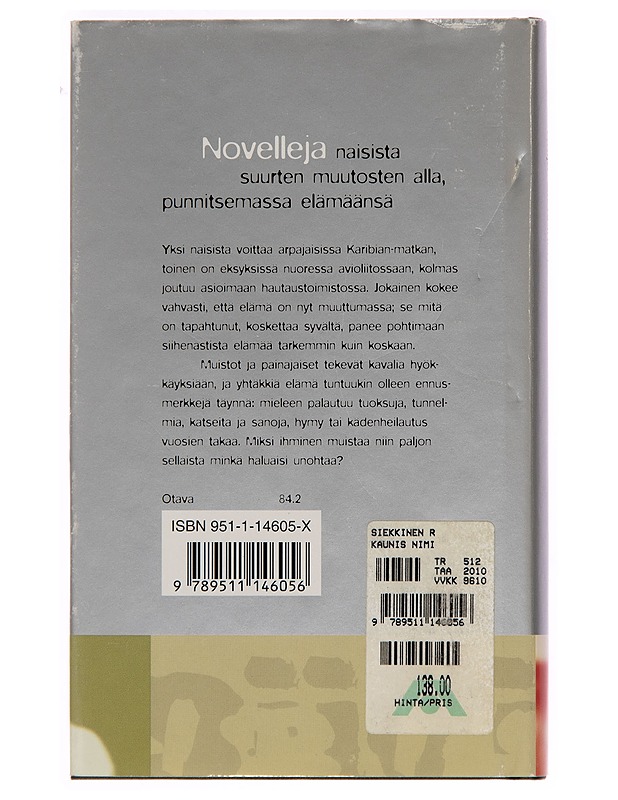 Novelleja naisista
suurten muutosten alla,
punnitsemassa elämäänsä
Yksi naisista voittaa arpajaisissa Karibian-matkan,
toinen on eksyksissä nuoressa avioliitossaan, kolmas
joutuu asioimaan hautaustoimistossa. Jokainen kokee
vahvasti, että elämä on nyt muuttumassa; se mitä
on tapahtunut, koskettaa syvältä, panee pohtimaan
siihenastista elämää tarkemmin kuin koskaan.
Muistot ja painajaiset tekevät kavalia hyök-
käyksiään, ja yhtäkkiä elämä tuntuukin olleen ennus-
merkkejä täynnä: mieleen palautuu tuoksuja, tunnel-
mia, katseita ja sanoja, hymy tai kädenheilautus
vuosien takaa. Miksi ihminen muistaa niin paljon
sellaista minkä haluaisi unohtaa?
Otava 84.2
ISBN 951-1-14605-X
9 789511 146056
SIEKKINEN R
KAUNIS NIMI
TR 512
TAA 2010
VVKK 9610
9 789511 146056
138.00
HINTA/PRIS